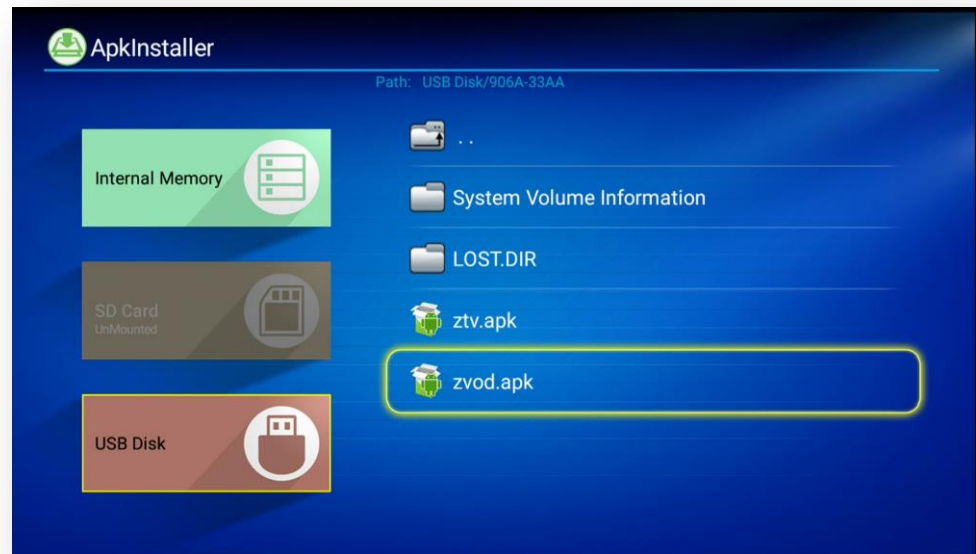 ApkInstaller
Path: USB Disk/906A-33AA
Internal Memory
SD Card
UnMounted
USB Disk
. .
System Volume Information
LOST.DIR
ztv.apk
zvod.apk